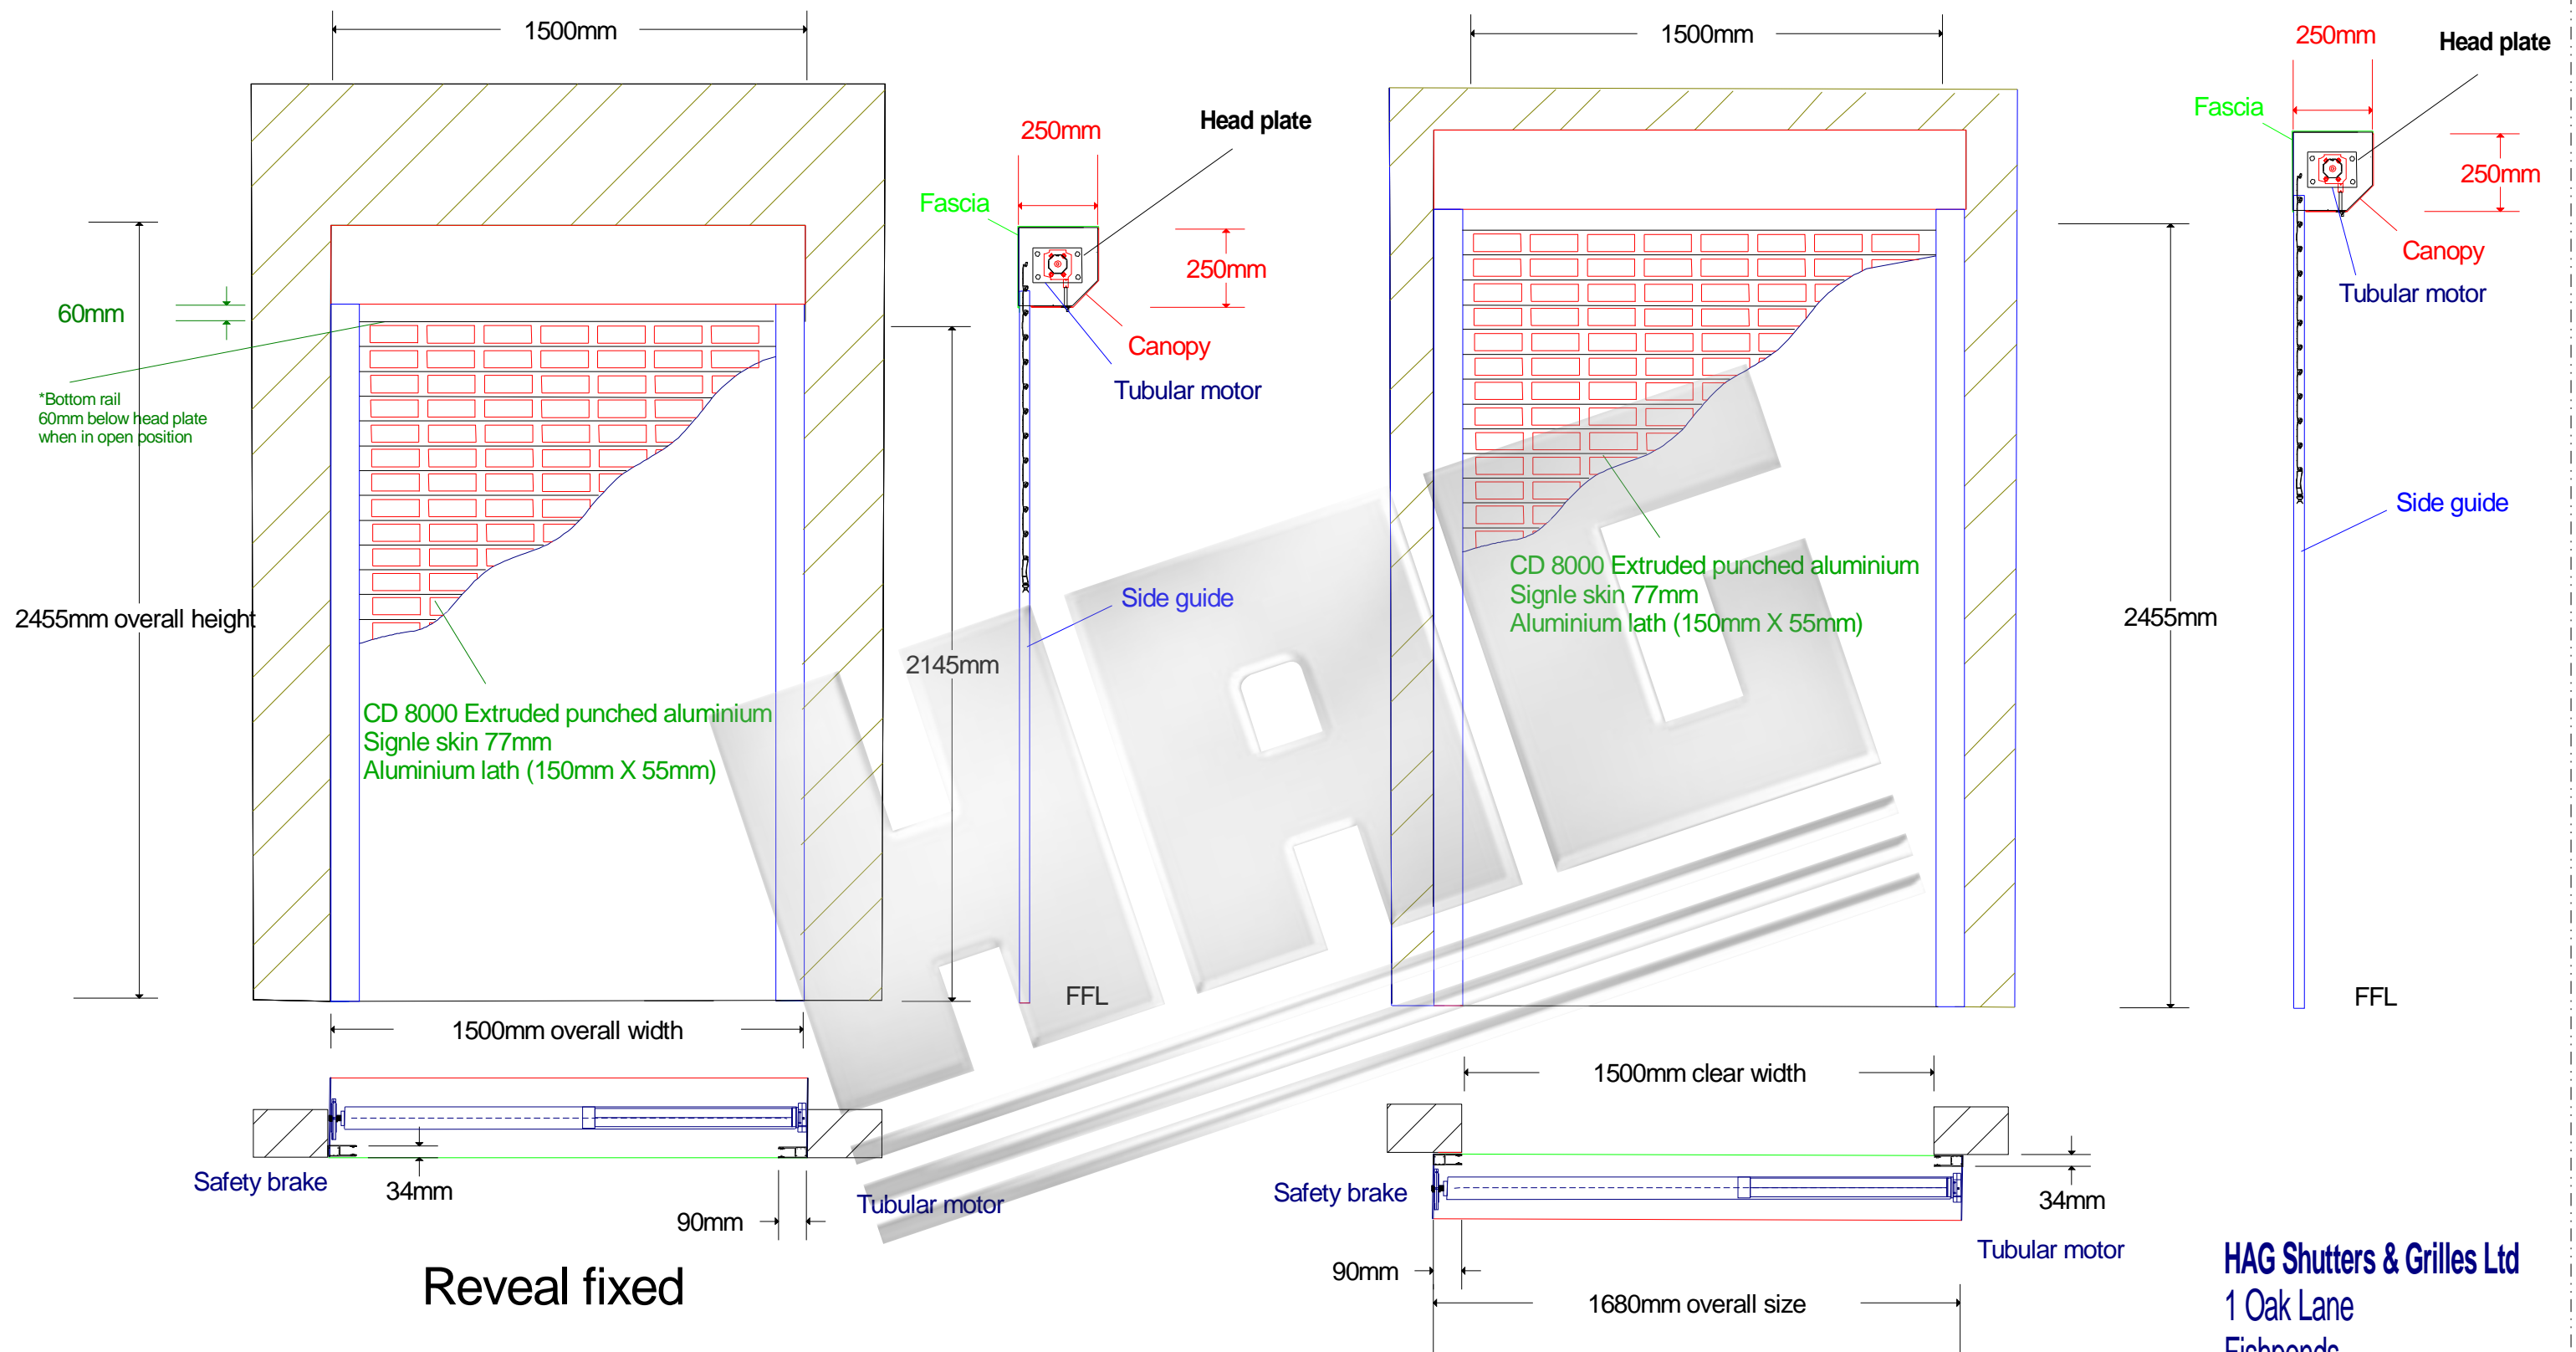 1500mm
60mm
*Bottom rail
60mm below head plate
when in open position
2455mm overall height
CD 8000 Extruded punched aluminium
Signle skin 77mm
Aluminium lath (150mm X 55mm)
1500mm overall width
Safety brake
34mm
90mm
Tubular motor
Reveal fixed
250mm
Head plate
Fascia
250mm
Canopy
Tubular motor
Side guide
2145mm
FFL
HAG
1500mm
CD 8000 Extruded punched aluminium
Signle skin 77mm
Aluminium lath (150mm X 55mm)
2455mm
1500mm clear width
Safety brake
34mm
90mm
Tubular motor
1680mm overall size
250mm
Head plate
Fascia
250mm
Canopy
Tubular motor
Side guide
FFL
HAG Shutters & Grilles Ltd
1 Oak Lane
Fishponds